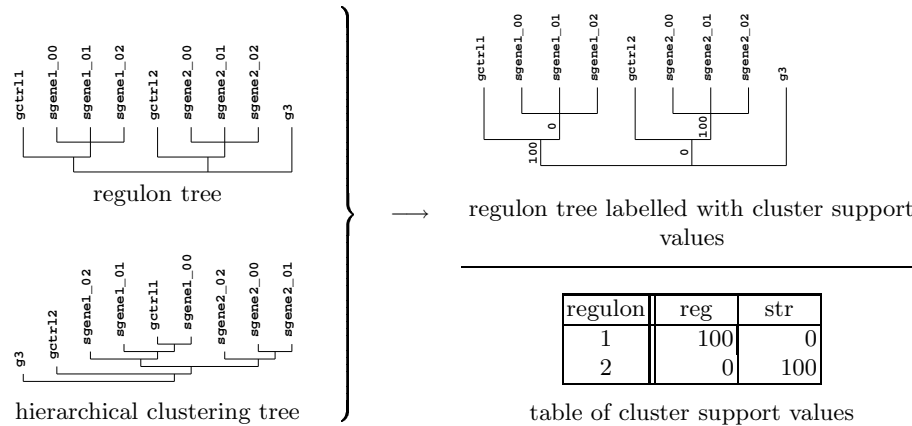 gctrl1
sgene1_00
sgene1_01
sgene1_02
gctrl2
sgene2_00
sgene2_01
sgene2_02
g3
regulon tree
g3
gctrl2
sgene1_02
sgene1_01
gctrl1
sgene1_00
sgene2_02
sgene2_00
sgene2_01
hierarchical clustering tree
→
gctrl1
sgene1_00
sgene1_01
sgene1_02
gctrl2
sgene2_00
sgene2_01
sgene2_02
g3
0
100
100
0
regulon tree labelled with cluster support
values
regulon reg str
1 100 0
2 0 100
table of cluster support values